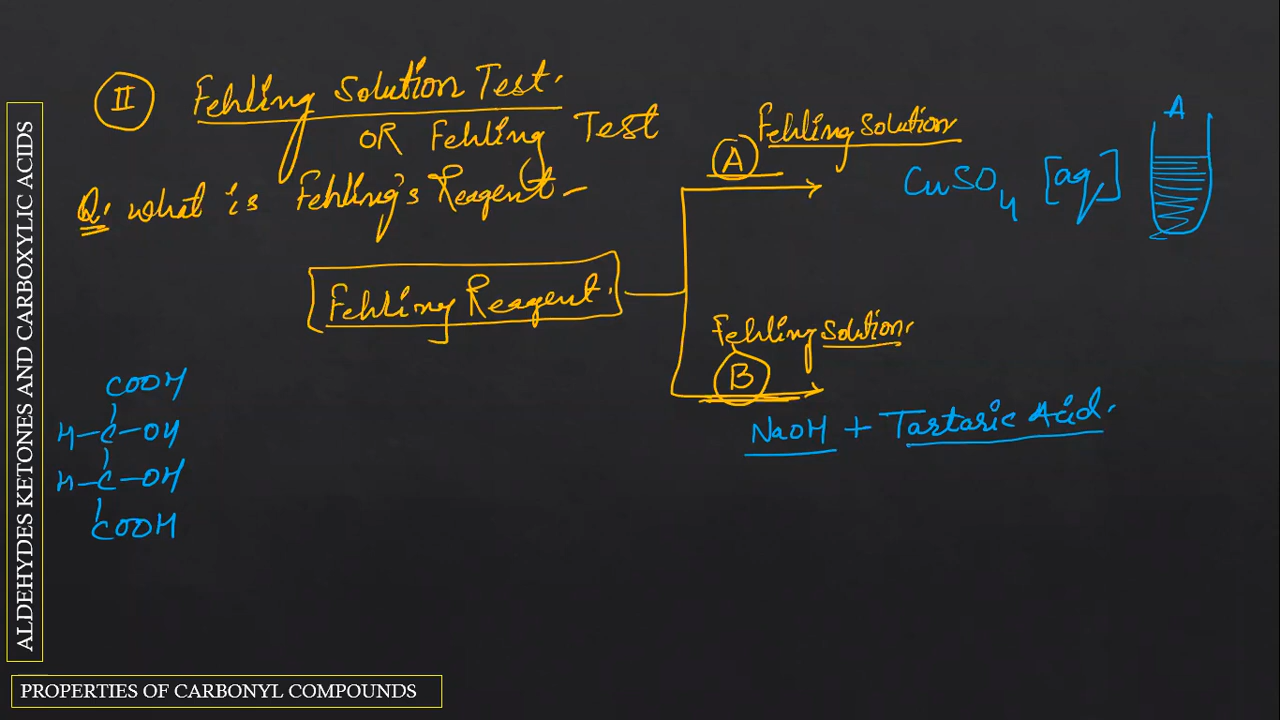 II Fehling Solution Test.
OR Fehling Test
Q. What is Fehling's Reagent -
Fehling Reagent.
A Fehling Solution
CuSO4 [aq]
A
B Fehling Solution.
NaOH + Tartaric Acid.
COOH
H-C-OH
H-C-OH
COOH
ALDEHYDES KETONES AND CARBOXYLIC ACIDS
PROPERTIES OF CARBONYL COMPOUNDS